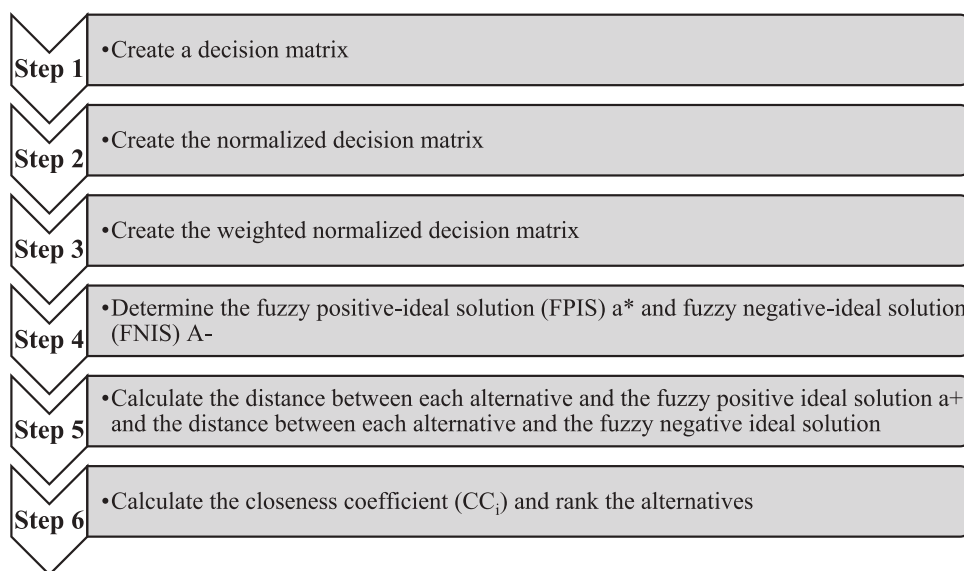 Step 1
•Create a decision matrix
Step 2
•Create the normalized decision matrix
Step 3
•Create the weighted normalized decision matrix
Step 4
•Determine the fuzzy positive-ideal solution (FPIS) a* and fuzzy negative-ideal solution
(FNIS) A-
Step 5
•Calculate the distance between each alternative and the fuzzy positive ideal solution a+
and the distance between each alternative and the fuzzy negative ideal solution
Step 6
•Calculate the closeness coefficient (CCi) and rank the alternatives